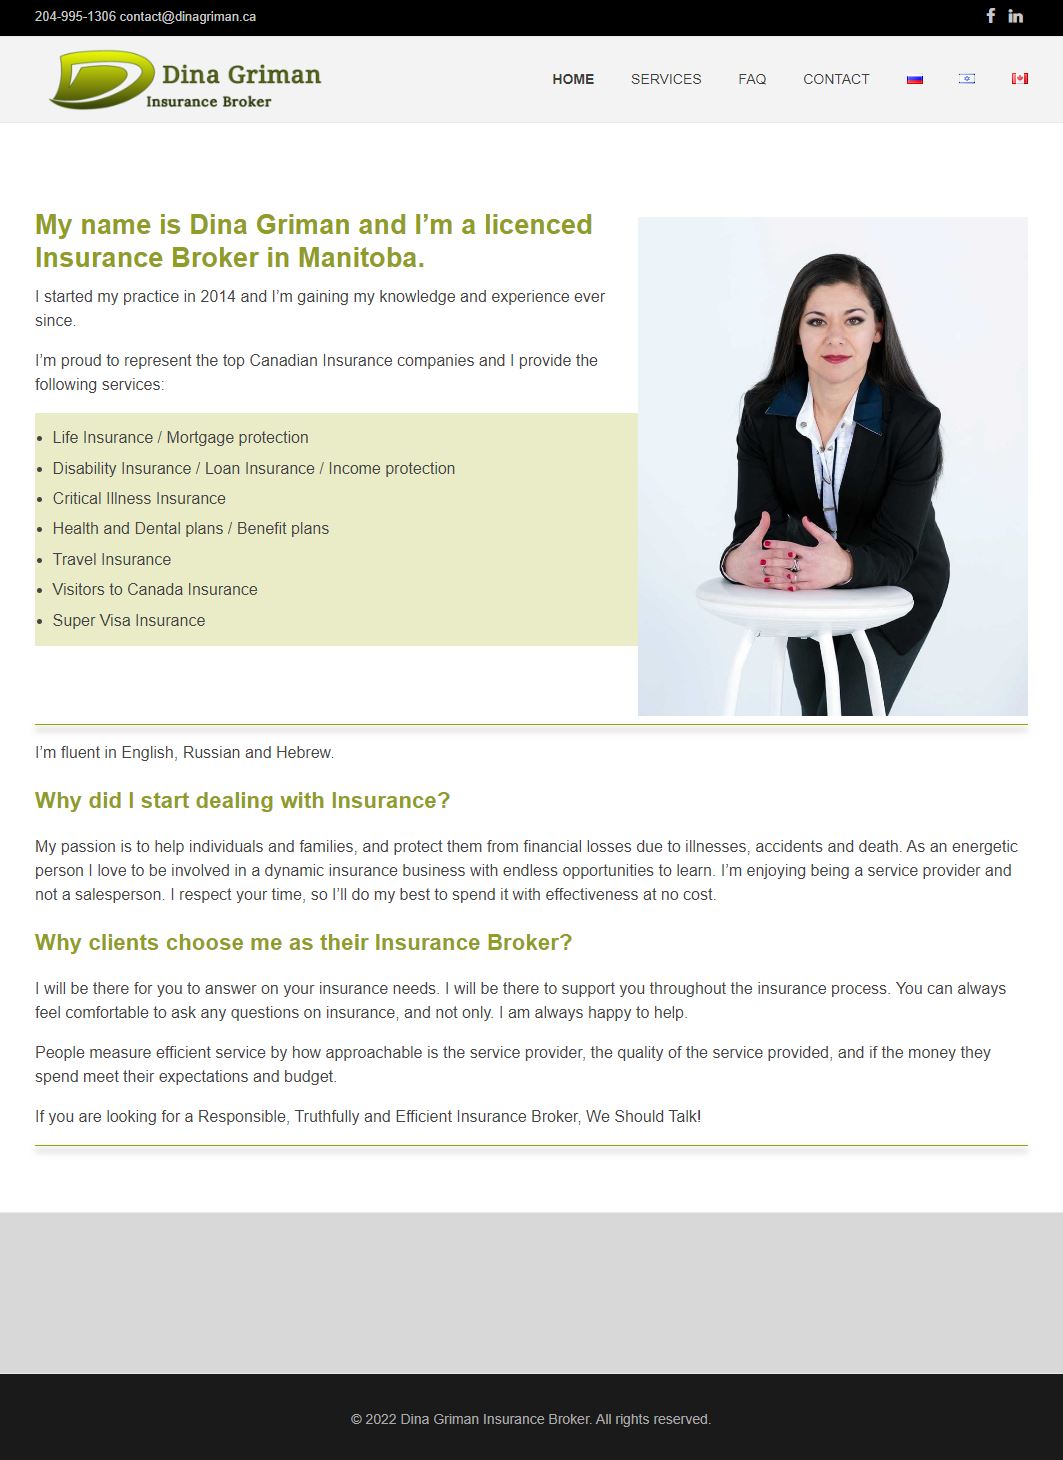 204-995-1306 contact@dinagriman.ca
Dina Griman
Insurance Broker
HOME SERVICES FAQ CONTACT
My name is Dina Griman and I’m a licenced
Insurance Broker in Manitoba.
I started my practice in 2014 and I’m gaining my knowledge and experience ever
since.
I’m proud to represent the top Canadian Insurance companies and I provide the
following services:
• Life Insurance / Mortgage protection
• Disability Insurance / Loan Insurance / Income protection
• Critical Illness Insurance
• Health and Dental plans / Benefit plans
• Travel Insurance
• Visitors to Canada Insurance
• Super Visa Insurance
I’m fluent in English, Russian and Hebrew.
Why did I start dealing with Insurance?
My passion is to help individuals and families, and protect them from financial losses due to illnesses, accidents and death. As an energetic
person I love to be involved in a dynamic insurance business with endless opportunities to learn. I’m enjoying being a service provider and
not a salesperson. I respect your time, so I’ll do my best to spend it with effectiveness at no cost.
Why clients choose me as their Insurance Broker?
I will be there for you to answer on your insurance needs. I will be there to support you throughout the insurance process. You can always
feel comfortable to ask any questions on insurance, and not only. I am always happy to help.
People measure efficient service by how approachable is the service provider, the quality of the service provided, and if the money they
spend meet their expectations and budget.
If you are looking for a Responsible, Truthfully and Efficient Insurance Broker, We Should Talk!
© 2022 Dina Griman Insurance Broker. All rights reserved.